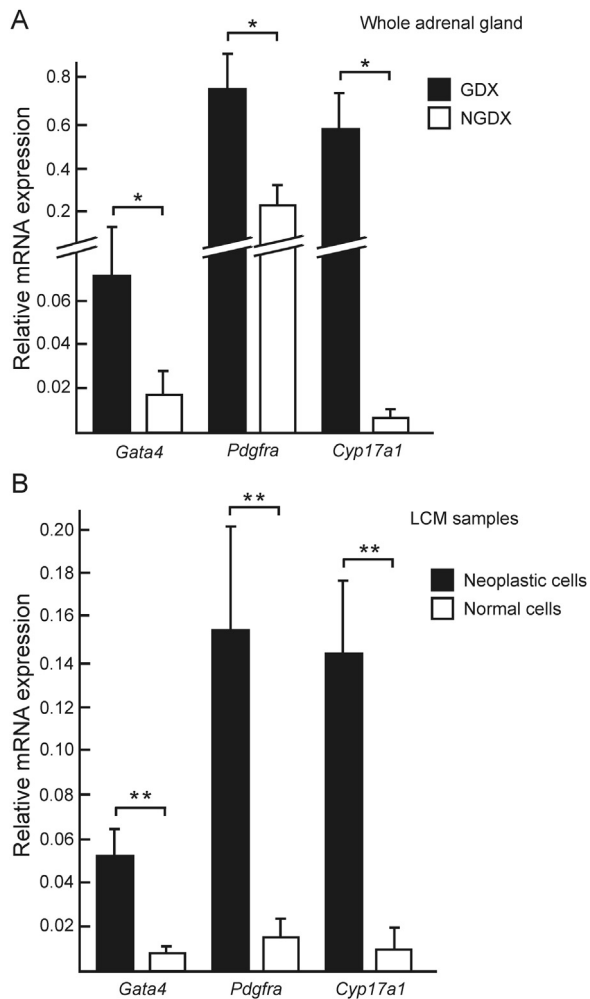 A
Whole adrenal gland
*
*
*
GDX
NGDX
Relative mRNA expression
0.8
0.6
0.4
0.2
0.06
0.04
0.02
Gata4 Pdgfra Cyp17a1
B
LCM samples
**
**
**
Neoplastic cells
Normal cells
Relative mRNA expression
0.20
0.18
0.16
0.14
0.12
0.10
0.08
0.06
0.04
0.02
Gata4 Pdgfra Cyp17a1